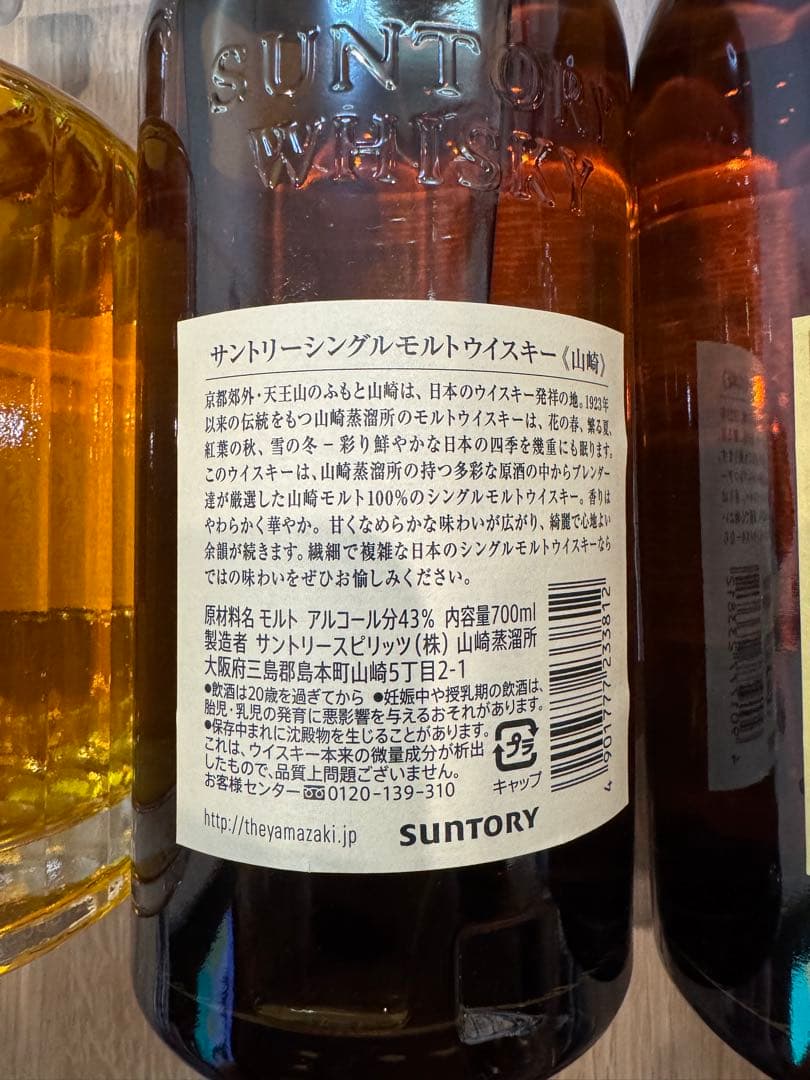 SUNTORY
WHISKY
サントリーシングルモルトウイスキー《山崎》
京都郊外・天王山のふもと山崎は、日本のウイスキー発祥の地。1923年
以来の伝統をもつ山崎蒸溜所のモルトウイスキーは、花の春、繁る夏、
紅葉の秋、雪の冬－彩り鮮やかな日本の四季を幾重にも眠ります。
このウイスキーは、山崎蒸溜所の持つ多彩な原酒の中からブレンダー
達が厳選した山崎モルト100%のシングルモルトウイスキー。香りは
やわらかく華やか。甘くなめらかな味わいが広がり、綺麗で心地よい
余韻が続きます。繊細で複雑な日本のシングルモルトウイスキーなら
ではの味わいをぜひお愉しみください。
原材料名 モルト アルコール分43% 内容量700ml
製造者 サントリースピリッツ(株) 山崎蒸溜所
大阪府三島郡島本町山崎5丁目2-1
●飲酒は20歳を過ぎてから ●妊娠中や授乳期の飲酒は、
胎児・乳児の発育に悪影響を与えるおそれがあります。
●保存中まれに沈殿物を生じることがあります。
これは、ウイスキー本来の微量成分が析出
したもので、品質上問題ございません。
お客様センター 0120-139-310
プラ
キャップ
4 901777 233812
http://theyamazaki.jp
SUNTORY